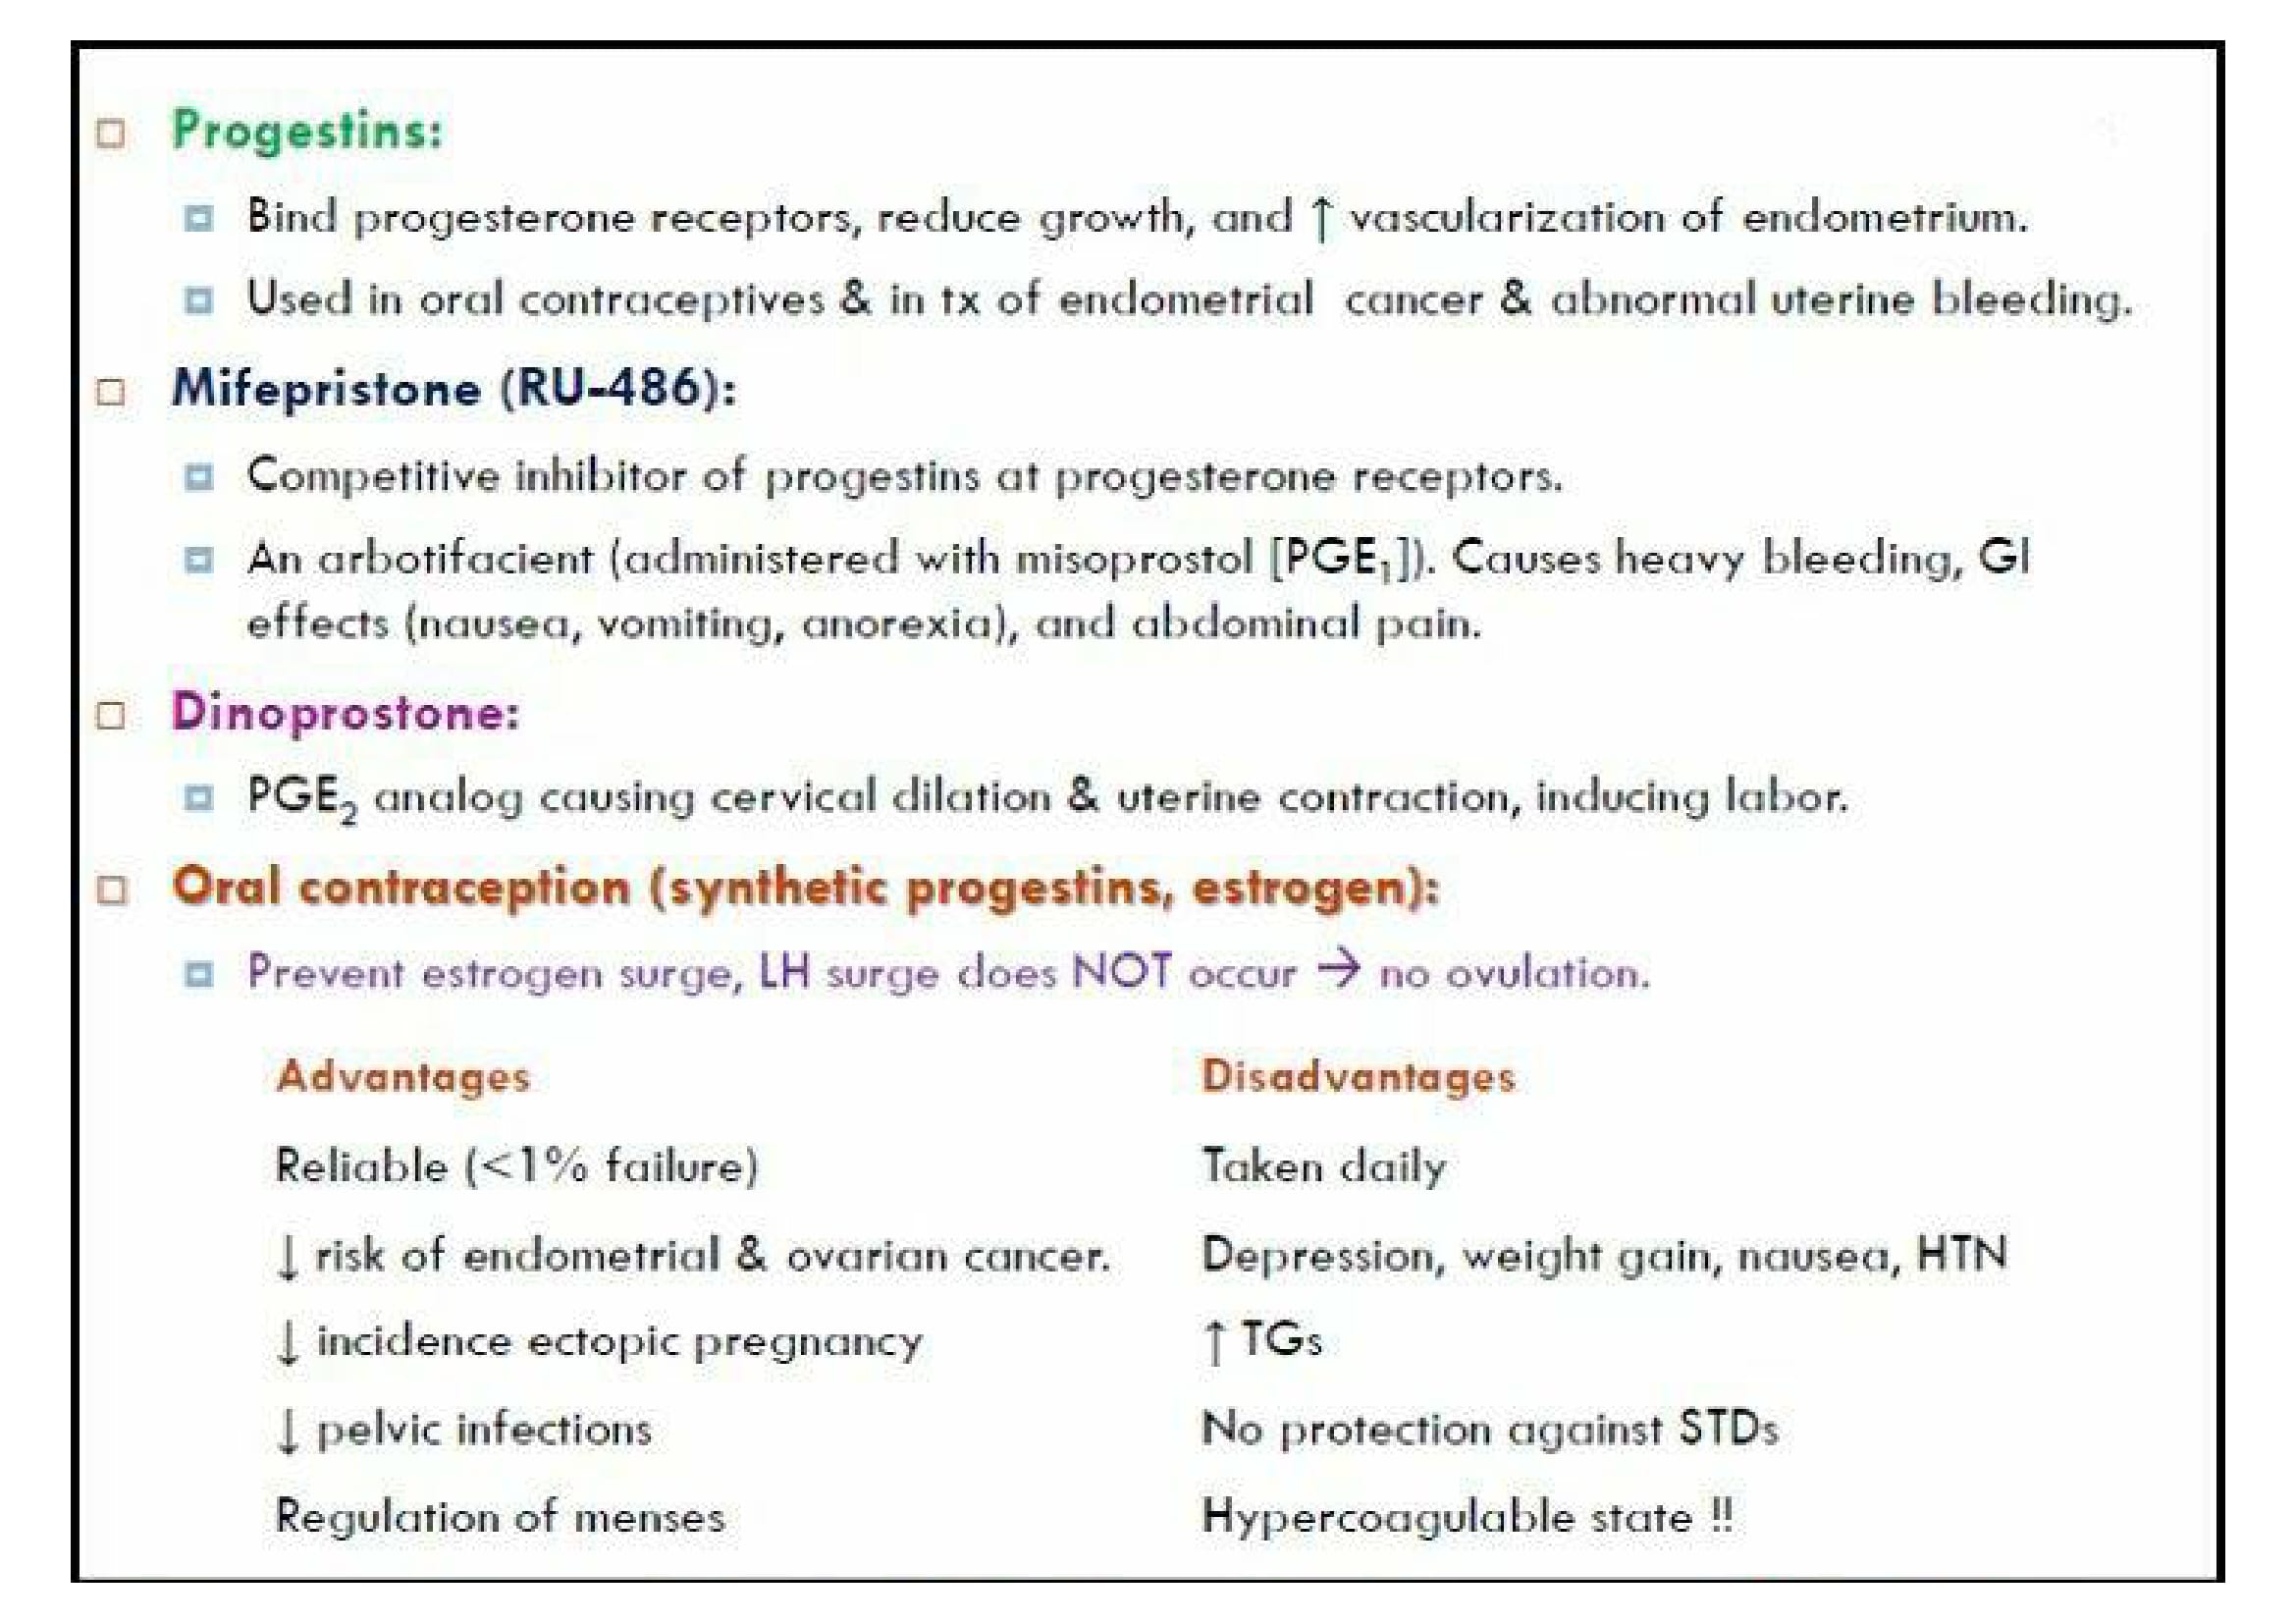 Progestins:
Bind progesterone receptors, reduce growth, and ↑ vascularization of endometrium.
Used in oral contraceptives & in tx of endometrial cancer & abnormal uterine bleeding.
Mifepristone (RU-486):
Competitive inhibitor of progestins at progesterone receptors.
An arbotifacient (administered with misoprostol [PGE₁]). Causes heavy bleeding, GI
effects (nausea, vomiting, anorexia), and abdominal pain.
Dinoprostone:
PGE₂ analog causing cervical dilation & uterine contraction, inducing labor.
Oral contraception (synthetic progestins, estrogen):
Prevent estrogen surge, LH surge does NOT occur → no ovulation.
Advantages Disadvantages
Reliable (<1% failure) Taken daily
↓ risk of endometrial & ovarian cancer. Depression, weight gain, nausea, HTN
↓ incidence ectopic pregnancy ↑ TGs
↓ pelvic infections No protection against STDs
Regulation of menses Hypercoagulable state !!